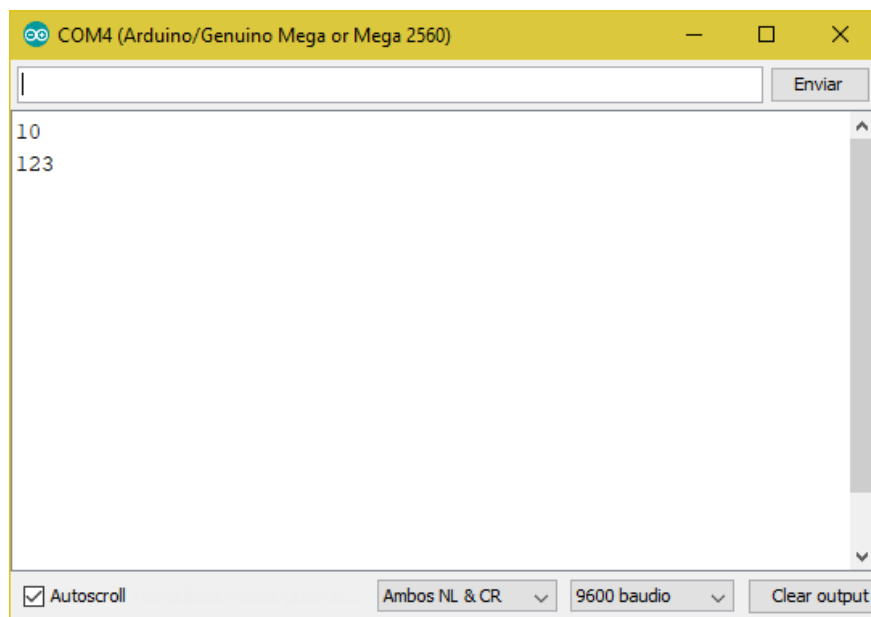 COM4 (Arduino/Genuino Mega or Mega 2560)
Enviar
10
123
Autoscroll
Ambos NL & CR
9600 baudio
Clear output